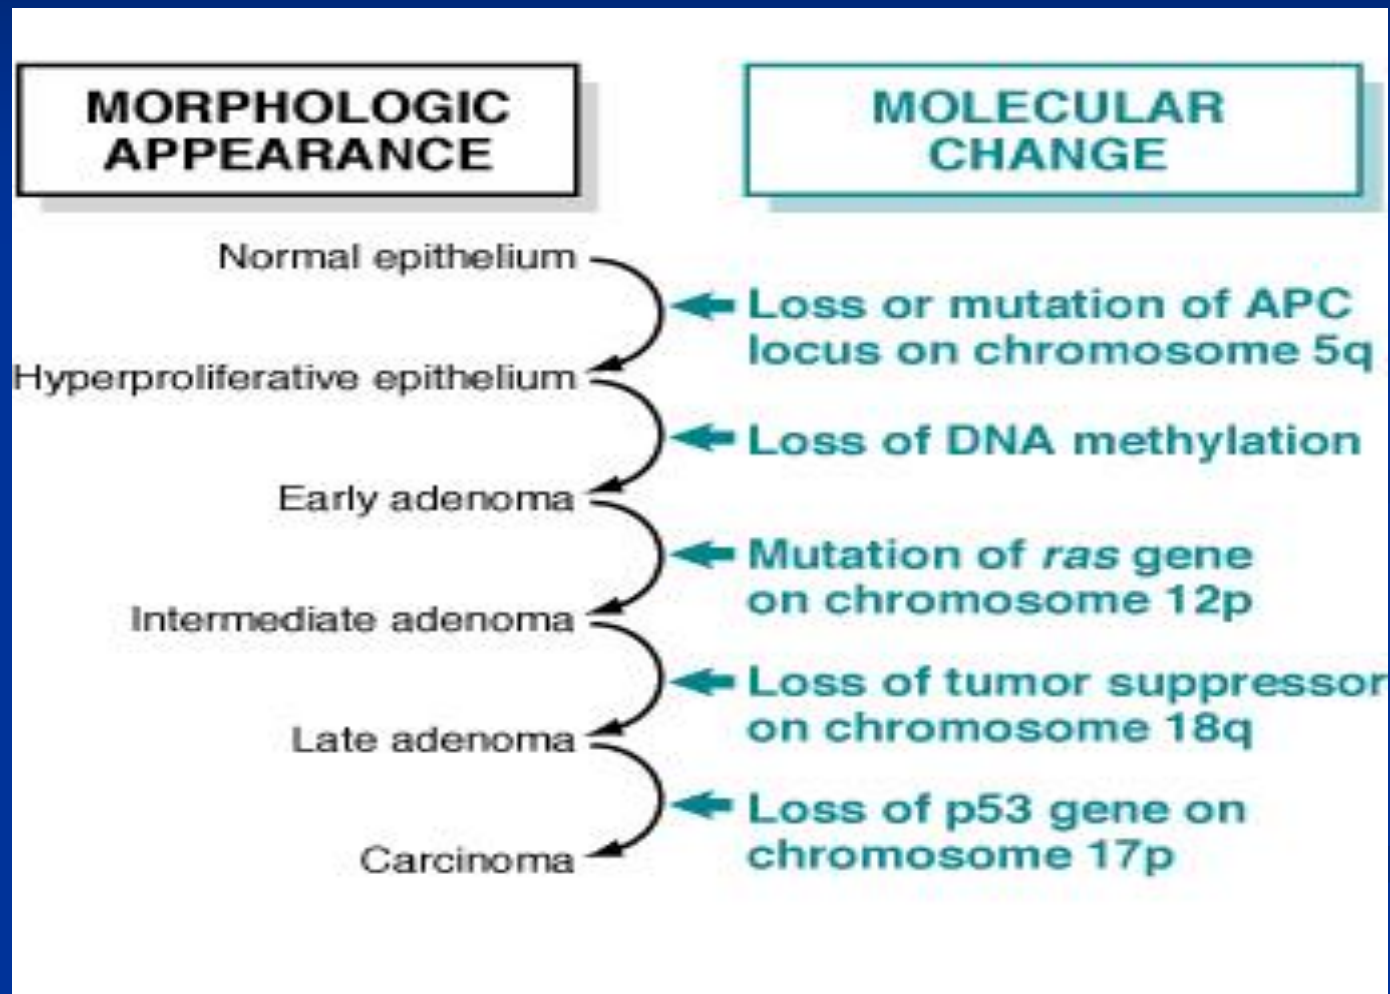 MORPHOLOGIC
APPEARANCE
MOLECULAR
CHANGE
Normal epithelium
Loss or mutation of APC
locus on chromosome 5q
Hyperproliferative epithelium
Loss of DNA methylation
Early adenoma
Mutation of ras gene
on chromosome 12p
Intermediate adenoma
Loss of tumor suppressor
on chromosome 18q
Late adenoma
Loss of p53 gene on
chromosome 17p
Carcinoma